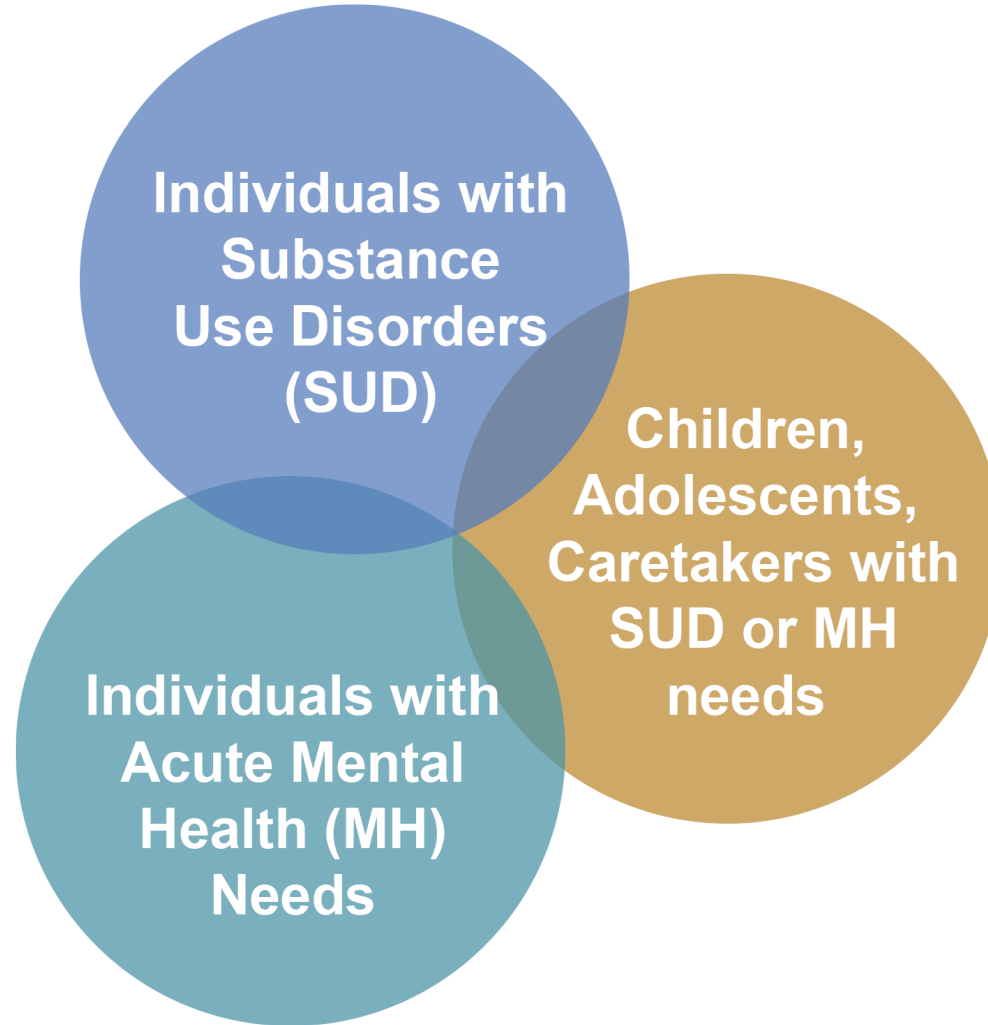 Individuals with
Substance
Use Disorders
(SUD)
Children,
Adolescents,
Caretakers with
SUD or MH
needs
Individuals with
Acute Mental
Health (MH)
Needs